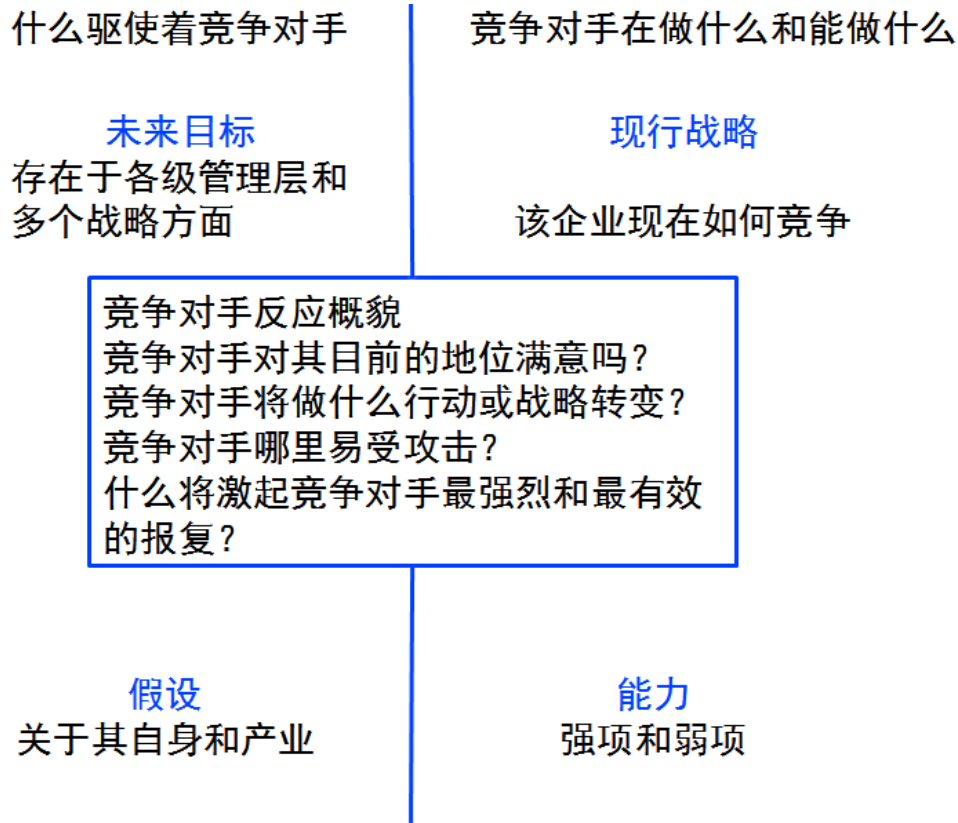 什么驱使着竞争对手
竞争对手在做什么和能做什么
未来目标
存在于各级管理层和
多个战略方面
现行战略
该企业现在如何竞争
竞争对手反应概貌
竞争对手对其目前的地位满意吗?
竞争对手将做什么行动或战略转变?
竞争对手哪里易受攻击?
什么将激起竞争对手最强烈和最有效
的报复?
假设
关于其自身和产业
能力
强项和弱项